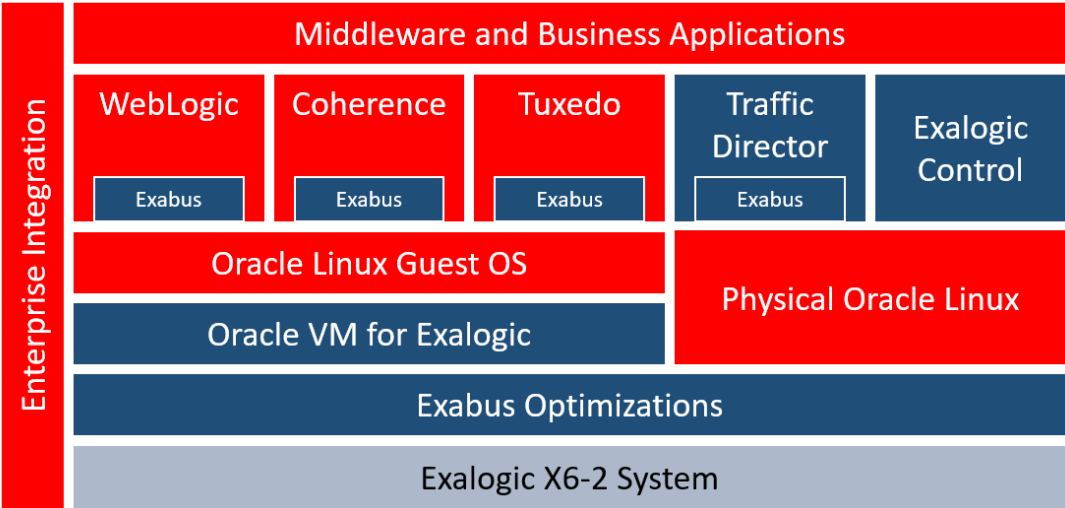 Enterprise Integration
Middleware and Business Applications
WebLogic
Exabus
Coherence
Exabus
Tuxedo
Exabus
Traffic
Director
Exabus
Exalogic
Control
Oracle Linux Guest OS
Physical Oracle Linux
Oracle VM for Exalogic
Exabus Optimizations
Exalogic X6-2 System